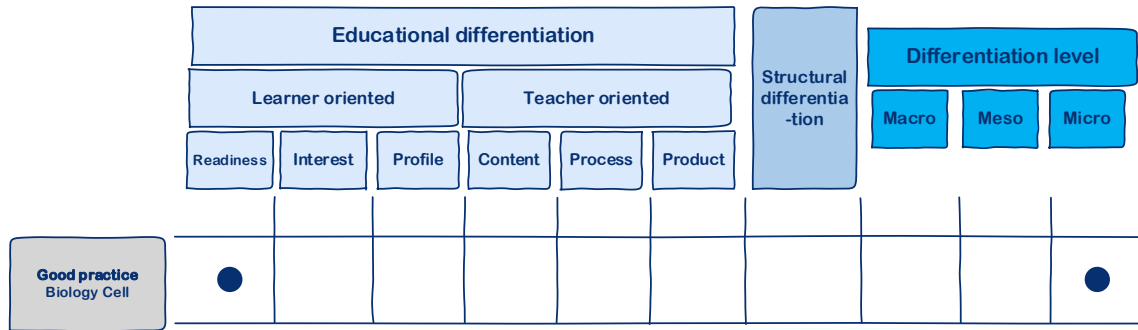 Educational differentiation
Structural
differentia
-tion
Differentiation level
Learner oriented
Teacher oriented
Macro
Meso
Micro
Readiness
Interest
Profile
Content
Process
Product
Good practice
Biology Cell